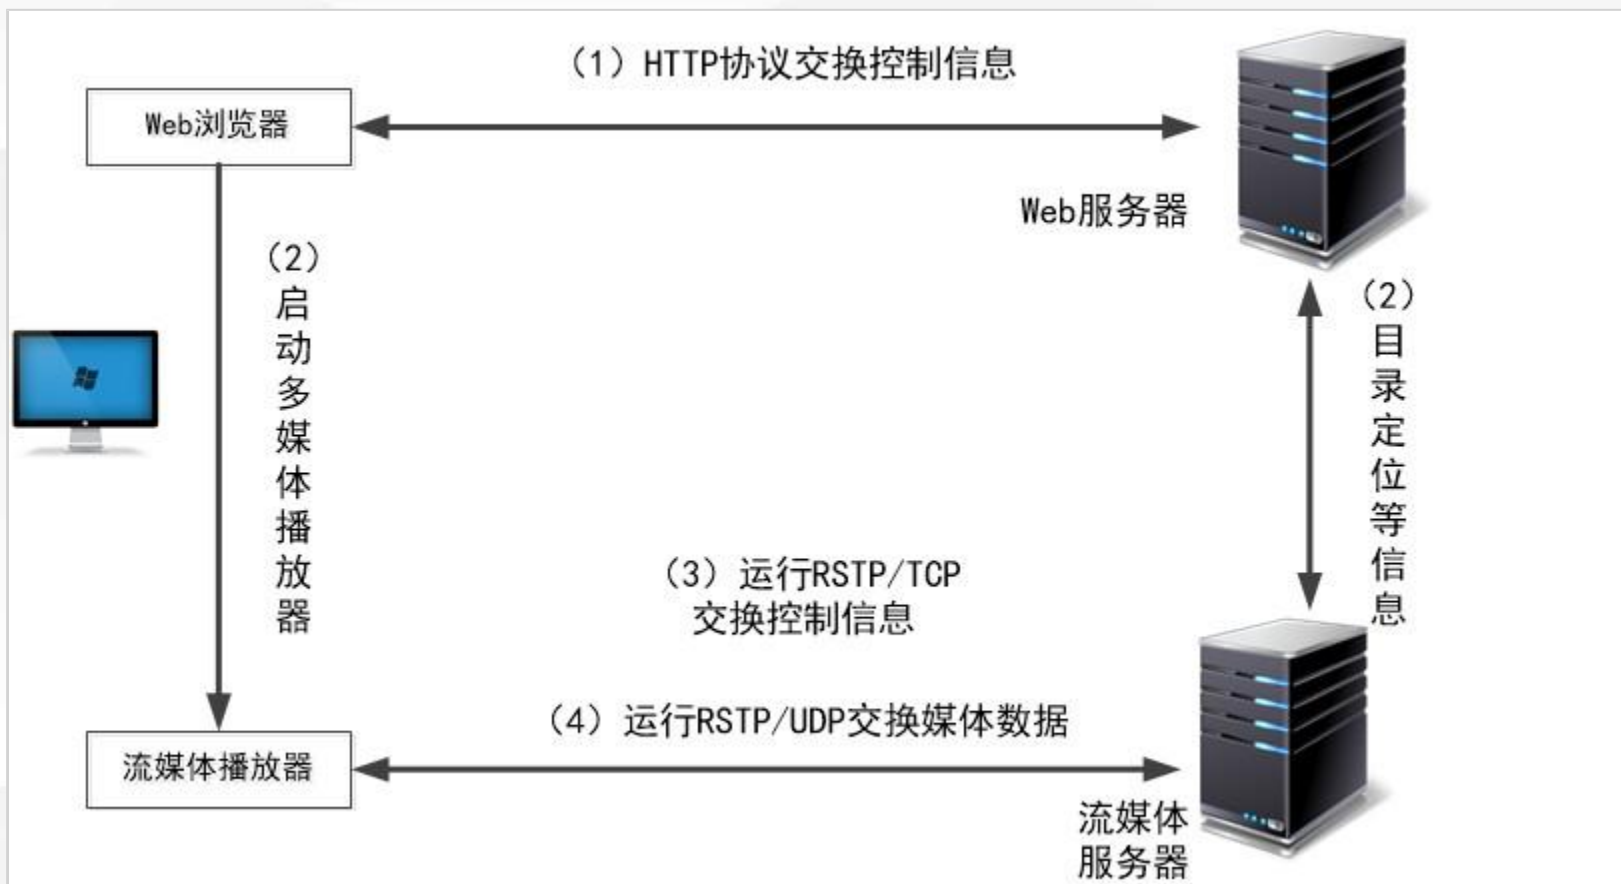 （1）HTTP协议交换控制信息
Web浏览器
Web服务器
（2）
启动多媒体播放器
（2）
目录定位等信息
（3）运行RSTP/TCP
交换控制信息
（4）运行RSTP/UDP交换媒体数据
流媒体播放器
流媒体
服务器